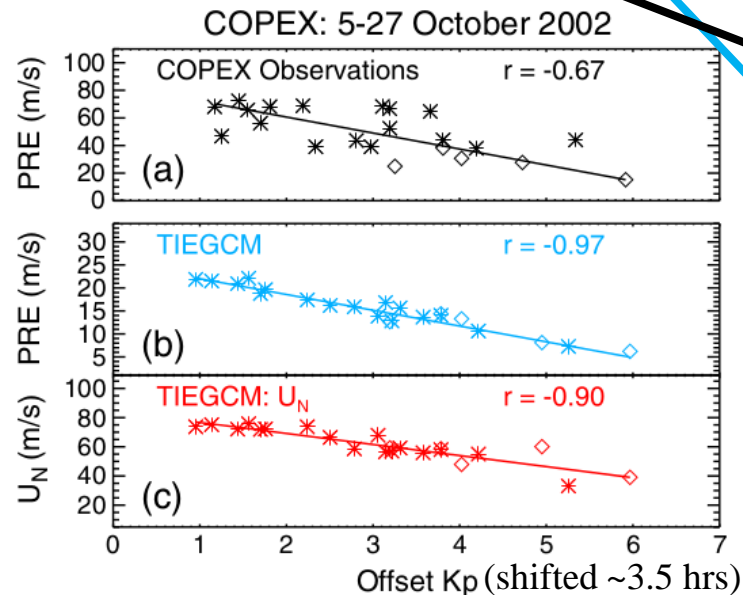 COPEX: 5-27 October 2002
100
80
60
40
20
0
PRE (m/s)
COPEX Observations r = -0.67
(a)
30
25
20
15
10
5
PRE (m/s)
TIEGCM r = -0.97
(b)
100
80
60
40
20
U_N (m/s)
TIEGCM: U_N r = -0.90
(c)
0 1 2 3 4 5 6 7
Offset Kp (shifted ~3.5 hrs)